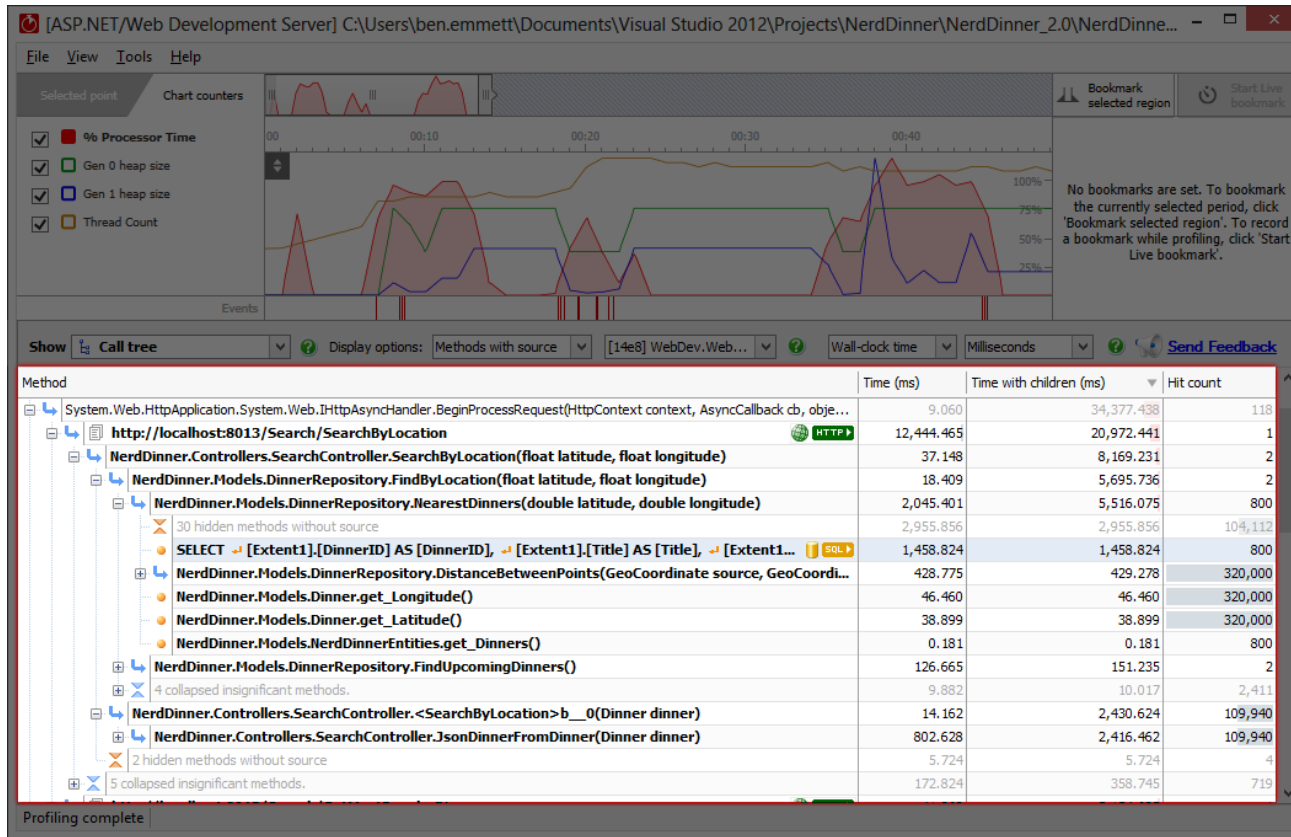 [ASP.NET/Web Development Server] C:\Users\ben.emmett\Documents\Visual Studio 2012\Projects\NerdDinner\NerdDinner_2.0\NerdDinne...
File View Tools Help
Selected point Chart counters Bookmark selected region Start Live bookmark
% Processor Time
Gen 0 heap size
Gen 1 heap size
Thread Count
00 00:10 00:20 00:30 00:40
100%
75%
50%
25%
No bookmarks are set. To bookmark
the currently selected period, click
'Bookmark selected region'. To record
a bookmark while profiling, click 'Start
Live bookmark'.
Events
Show Call tree Display options: Methods with source [14e8] WebDev.Web... Wall-clock time Milliseconds Send Feedback
Method Time (ms) Time with children (ms) Hit count
System.Web.HttpApplication.System.Web.IHttpAsyncHandler.BeginProcessRequest(HttpContext context, AsyncCallback cb, obje... 9.060 34,377.438 118
http://localhost:8013/Search/SearchByLocation HTTP 12,444.465 20,972.441 1
NerdDinner.Controllers.SearchController.SearchByLocation(float latitude, float longitude) 37.148 8,169.231 2
NerdDinner.Models.DinnerRepository.FindByLocation(float latitude, float longitude) 18.409 5,695.736 2
NerdDinner.Models.DinnerRepository.NearestDinners(double latitude, double longitude) 2,045.401 5,516.075 800
30 hidden methods without source 2,955.856 2,955.856 104,112
SELECT [Extent1].[DinnerID] AS [DinnerID], [Extent1].[Title] AS [Title], [Extent1... SQL 1,458.824 1,458.824 800
NerdDinner.Models.DinnerRepository.DistanceBetweenPoints(GeoCoordinate source, GeoCoordi... 428.775 429.278 320,000
NerdDinner.Models.Dinner.get_Longitude() 46.460 46.460 320,000
NerdDinner.Models.Dinner.get_Latitude() 38.899 38.899 320,000
NerdDinner.Models.NerdDinnerEntities.get_Dinners() 0.181 0.181 800
NerdDinner.Models.DinnerRepository.FindUpcomingDinners() 126.665 151.235 2
4 collapsed insignificant methods. 9.882 10.017 2,411
NerdDinner.Controllers.SearchController.<SearchByLocation>b__0(Dinner dinner) 14.162 2,430.624 109,940
NerdDinner.Controllers.SearchController.JsonDinnerFromDinner(Dinner dinner) 802.628 2,416.462 109,940
2 hidden methods without source 5.724 5.724 4
5 collapsed insignificant methods. 172.824 358.745 719
Profiling complete